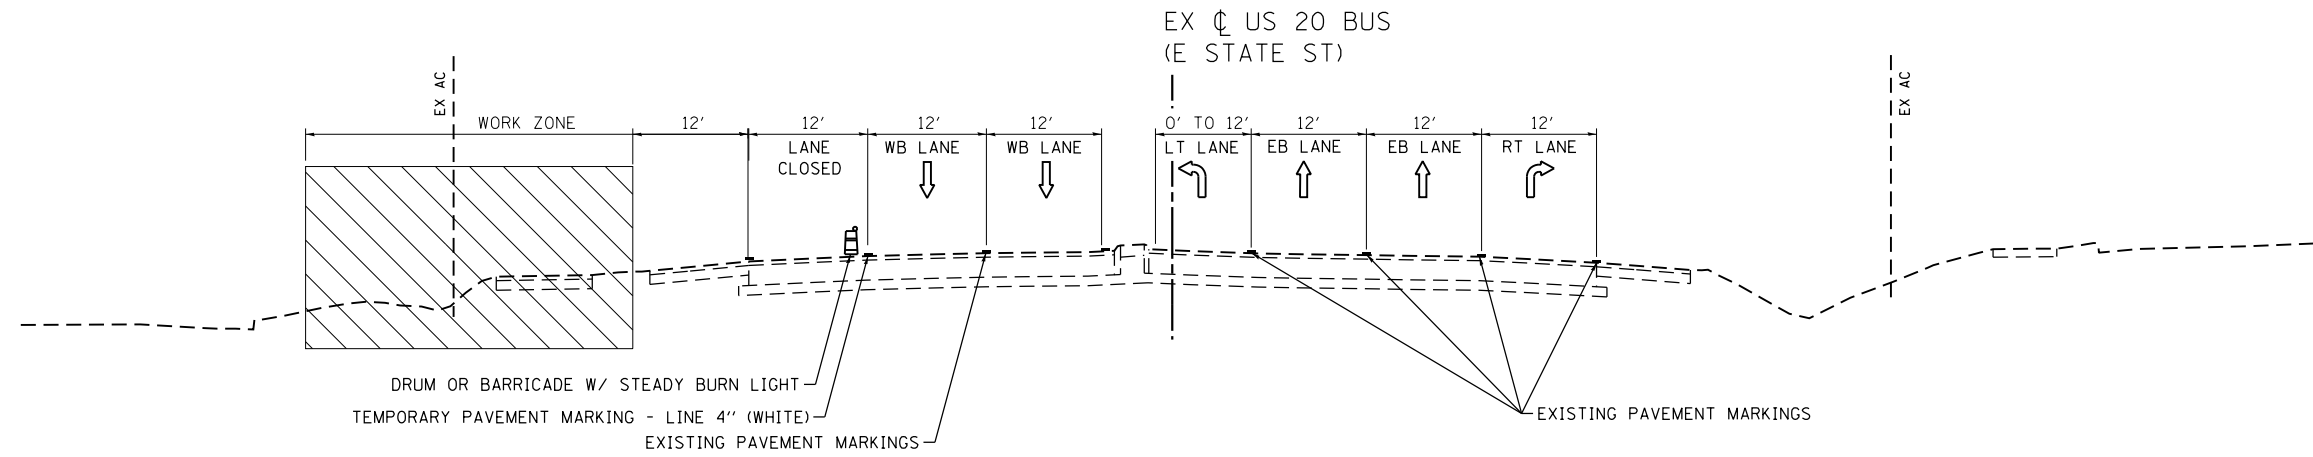 EX ℄ US 20 BUS
(E STATE ST)
EX AC
EX AC
WORK ZONE
12'
12'
12'
12'
0' TO 12'
12'
12'
12'
LANE
CLOSED
WB LANE
WB LANE
LT LANE
EB LANE
EB LANE
RT LANE
DRUM OR BARRICADE W/ STEADY BURN LIGHT
TEMPORARY PAVEMENT MARKING - LINE 4" (WHITE)
EXISTING PAVEMENT MARKINGS
EXISTING PAVEMENT MARKINGS